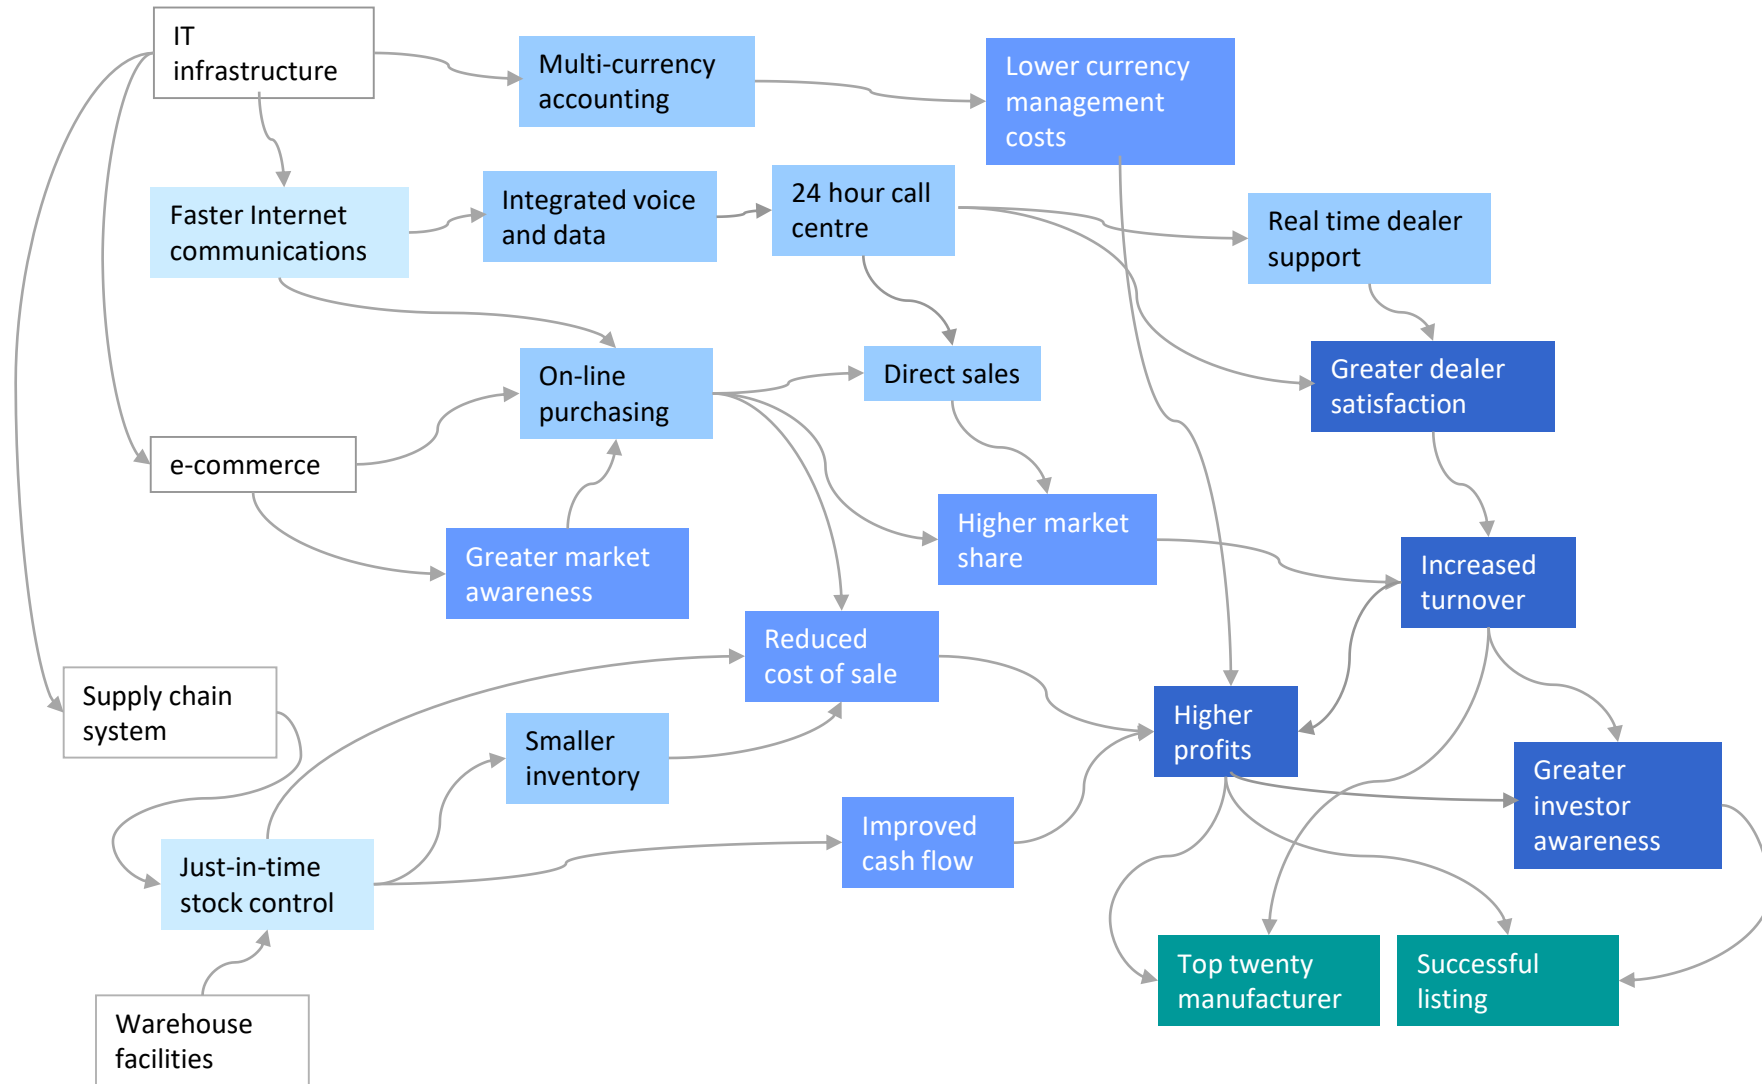 IT
infrastructure
Multi-currency
accounting
Lower currency
management
costs
Faster Internet
communications
Integrated voice
and data
24 hour call
centre
Real time dealer
support
On-line
purchasing
Direct sales
Greater dealer
satisfaction
e-commerce
Greater market
awareness
Higher market
share
Increased
turnover
Reduced
cost of sale
Supply chain
system
Smaller
inventory
Higher
profits
Greater
investor
awareness
Improved
cash flow
Just-in-time
stock control
Top twenty
manufacturer
Successful
listing
Warehouse
facilities